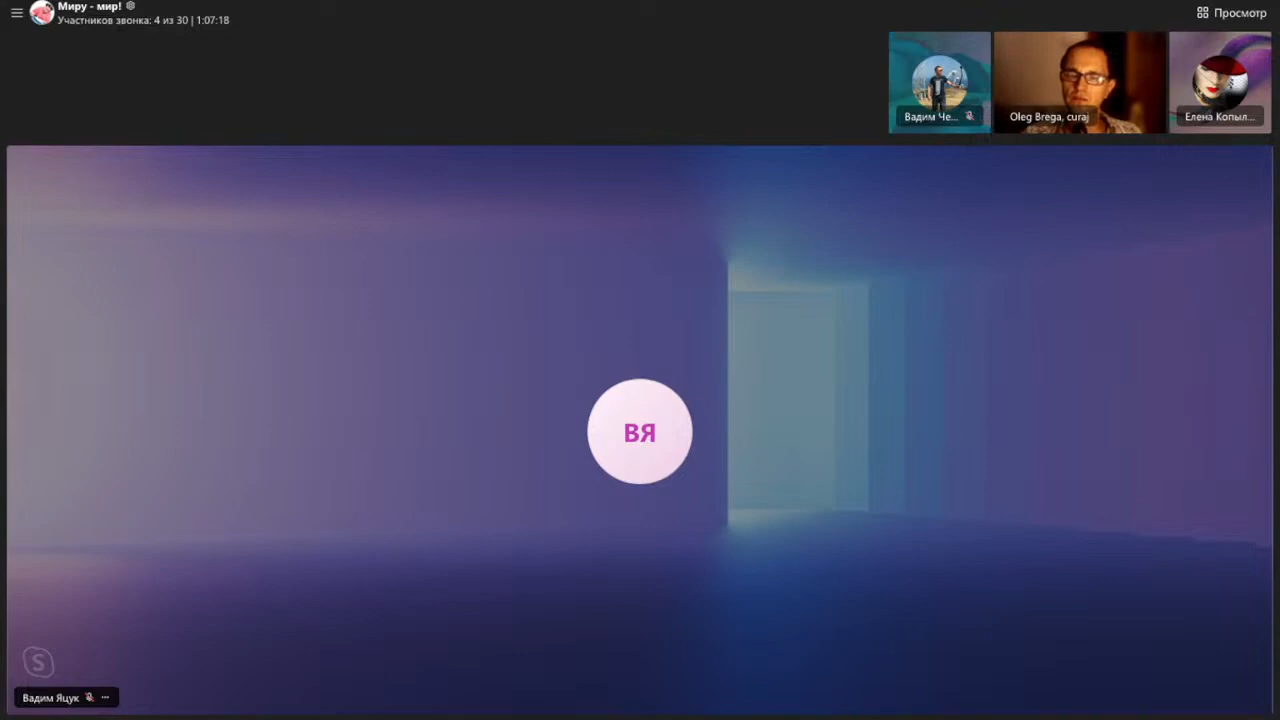 Миру - мир!
Участников звонка: 4 из 30 | 1:07:18
Просмотр
Вадим Че...
Oleg Brega, curaj
Елена Копыл...
ВЯ
S
Вадим Яцук